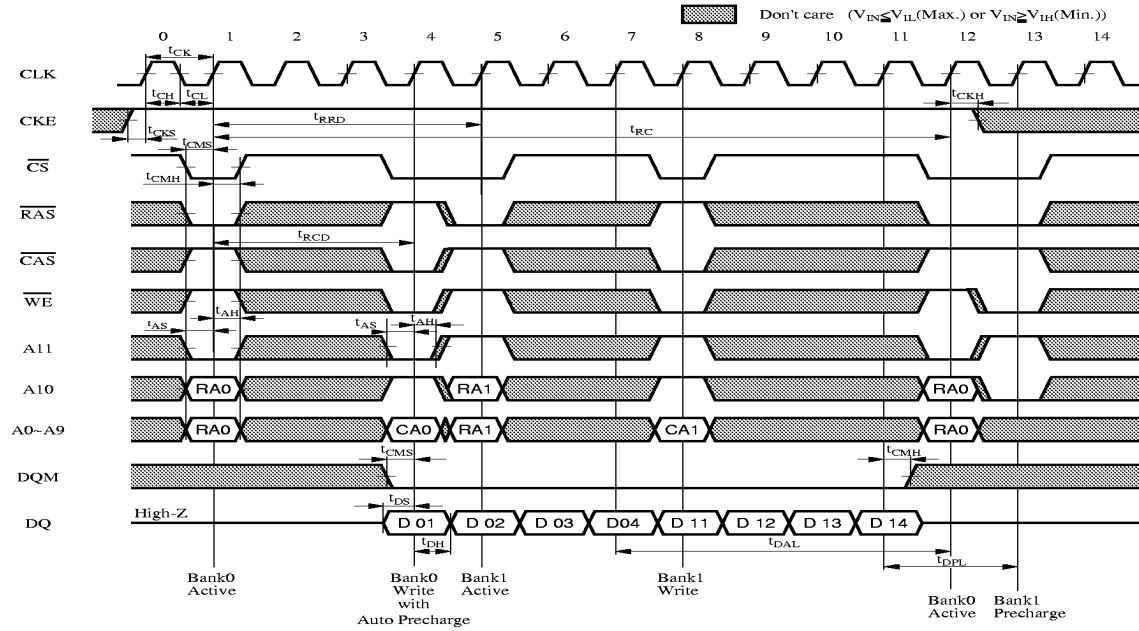 Don't care (V_IN≦V_IL(Max.) or V_IN≧V_IH(Min.))
0 1 2 3 4 5 6 7 8 9 10 11 12 13 14
t_CK
CLK
t_CH t_CL t_CKH
CKE
t_CKS t_RRD t_RC
t_CMS
C̅S̅
t_CMH
R̅A̅S̅
t_RCD
C̅A̅S̅
W̅E̅
t_AH
t_AS t_AS t_AH
A11
A10 RA0 RA1 RA0
A0~A9 RA0 CA0 RA1 CA1 RA0
t_CMS t_CMH
DQM
t_DS
DQ High-Z D 01 D 02 D 03 D04 D 11 D 12 D 13 D 14
t_DH t_DAL
t_DPL
Bank0
Active
Bank0
Write
with
Auto Precharge
Bank1
Active
Bank1
Write
Bank0
Active
Bank1
Precharge